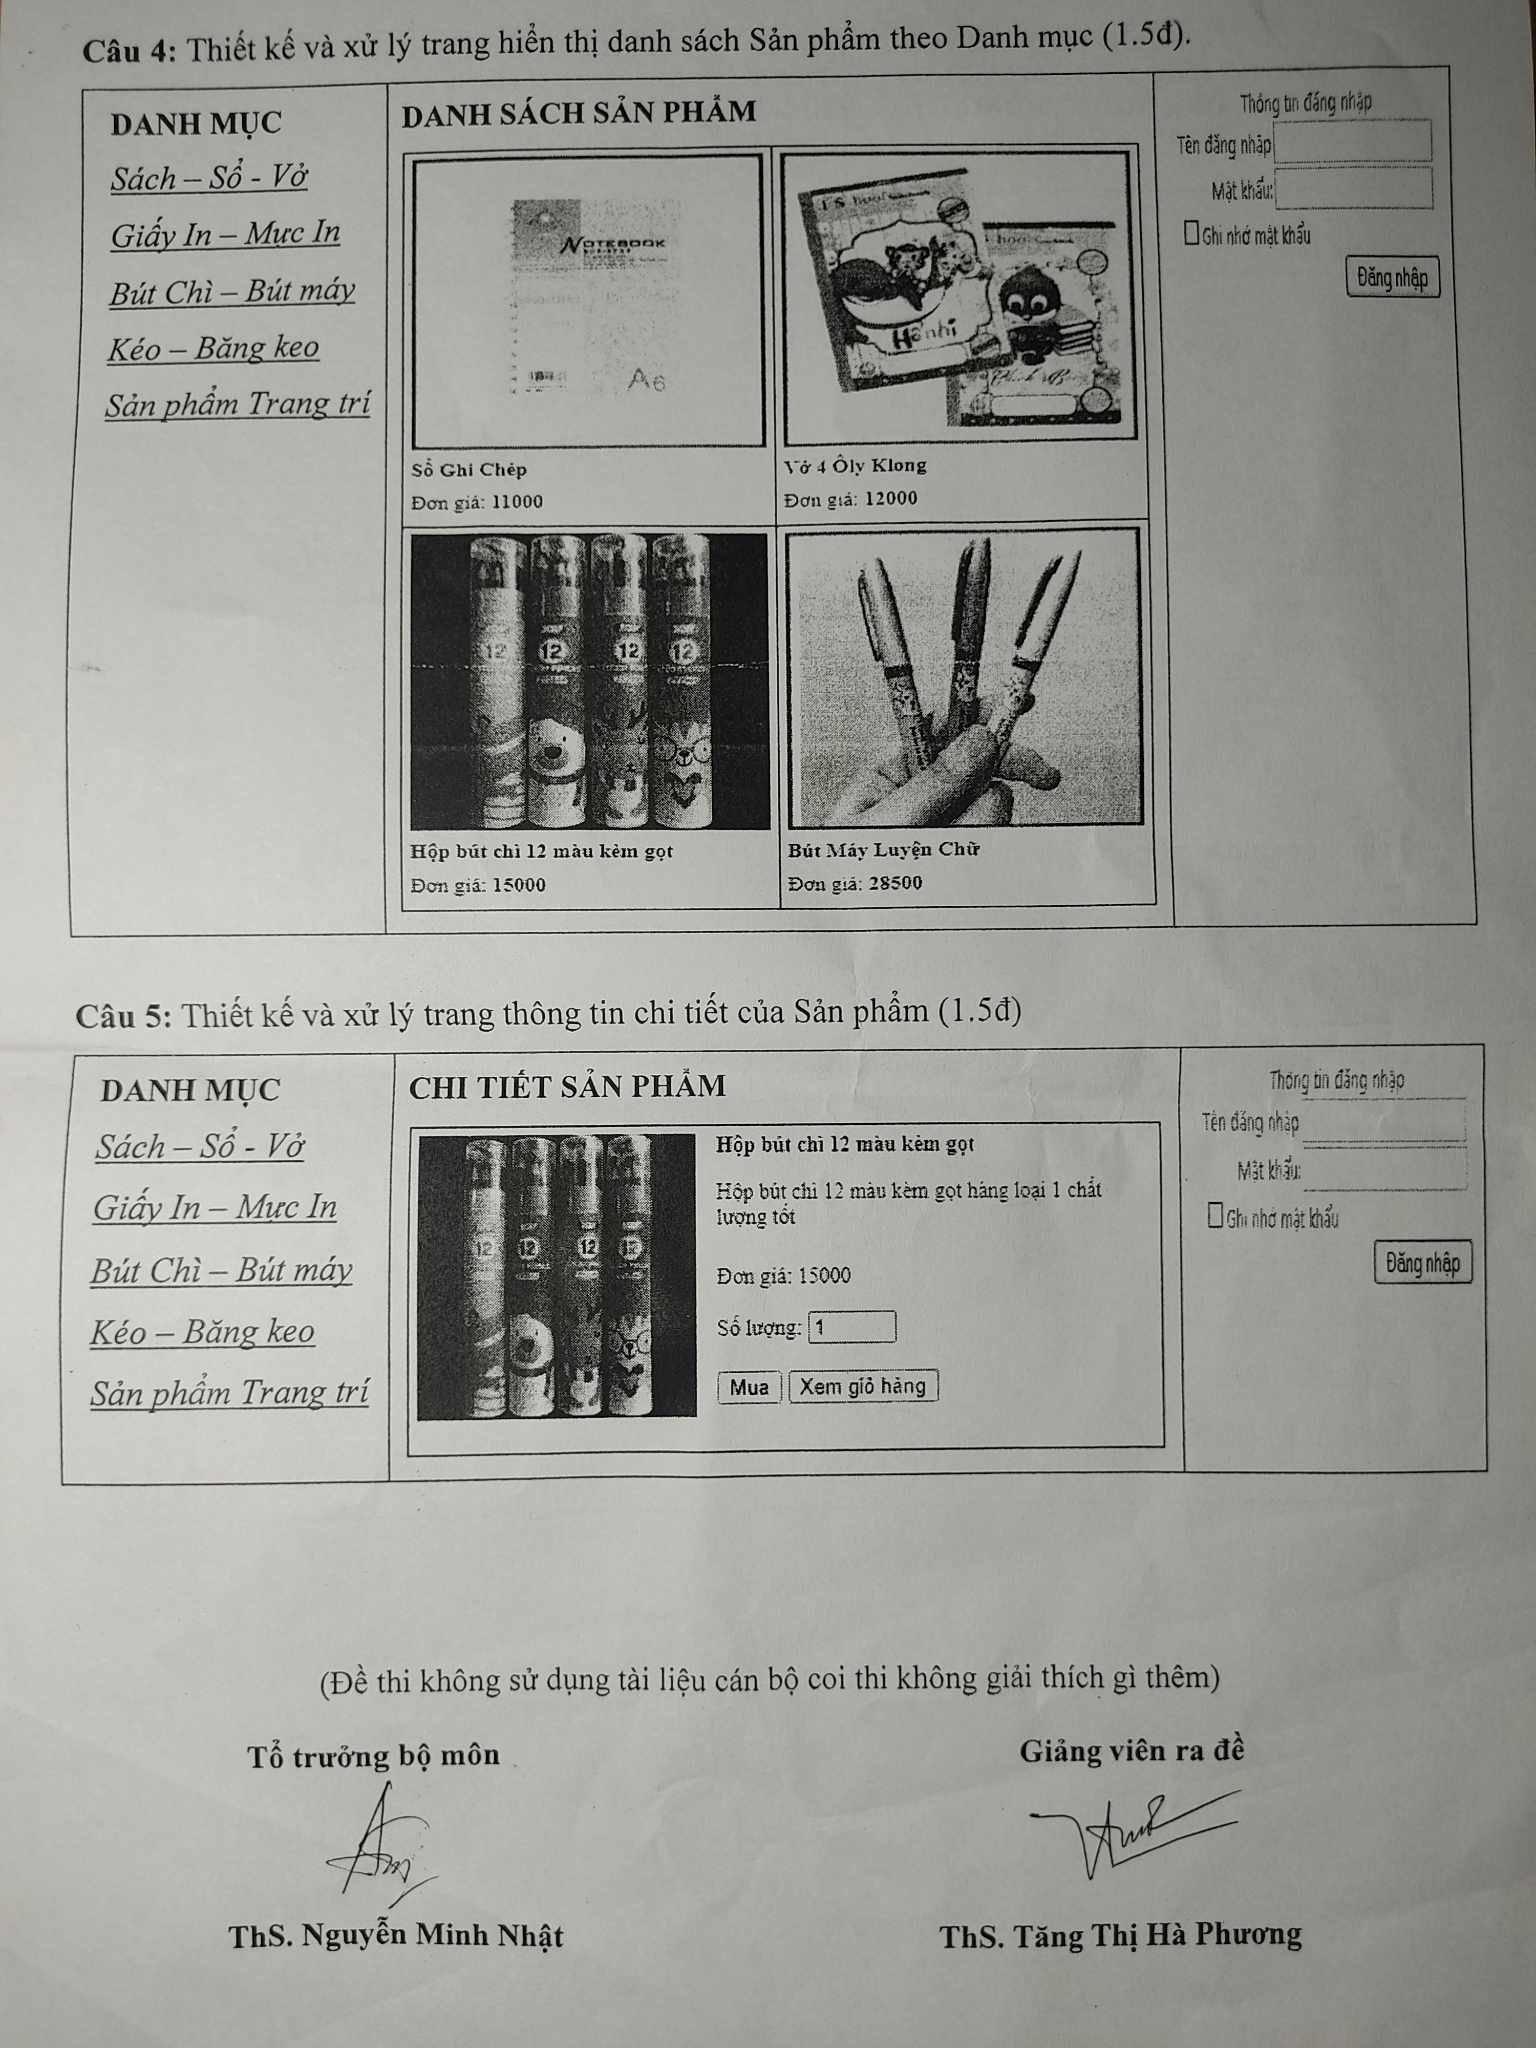 Câu 4: Thiết kế và xử lý trang hiển thị danh sách Sản phẩm theo Danh mục (1.5đ).
DANH MỤC
Sách – Sổ - Vở
Giấy In – Mực In
Bút Chì – Bút máy
Kéo – Băng keo
Sản phẩm Trang trí
DANH SÁCH SẢN PHẨM
NOTEBOOK
A6
Sổ Ghi Chép
Đơn giá: 11000
Vở 4 Ôly Klong
Đơn giá: 12000
12 12 12 12
Hộp bút chì 12 màu kèm gọt
Đơn giá: 15000
Bút Máy Luyện Chữ
Đơn giá: 28500
Thông tin đăng nhập
Tên đăng nhập
Mật khẩu:
Ghi nhớ mật khẩu
Đăng nhập
Câu 5: Thiết kế và xử lý trang thông tin chi tiết của Sản phẩm (1.5đ)
DANH MỤC
Sách – Sổ - Vở
Giấy In – Mực In
Bút Chì – Bút máy
Kéo – Băng keo
Sản phẩm Trang trí
CHI TIẾT SẢN PHẨM
12 12 12 12
Hộp bút chì 12 màu kèm gọt
Hộp bút chì 12 màu kèm gọt hàng loại 1 chất
lượng tốt
Đơn giá: 15000
Số lượng: 1
Mua Xem giỏ hàng
Thông tin đăng nhập
Tên đăng nhập
Mật khẩu:
Ghi nhớ mật khẩu
Đăng nhập
(Đề thi không sử dụng tài liệu cán bộ coi thi không giải thích gì thêm)
Tổ trưởng bộ môn
Giảng viên ra đề
ThS. Nguyễn Minh Nhật
ThS. Tăng Thị Hà Phương